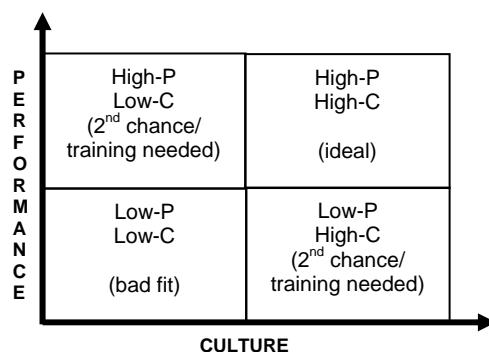 PERFORMANCE
High-P
Low-C
(2nd chance/
training needed)
High-P
High-C
(ideal)
Low-P
Low-C
(bad fit)
Low-P
High-C
(2nd chance/
training needed)
CULTURE